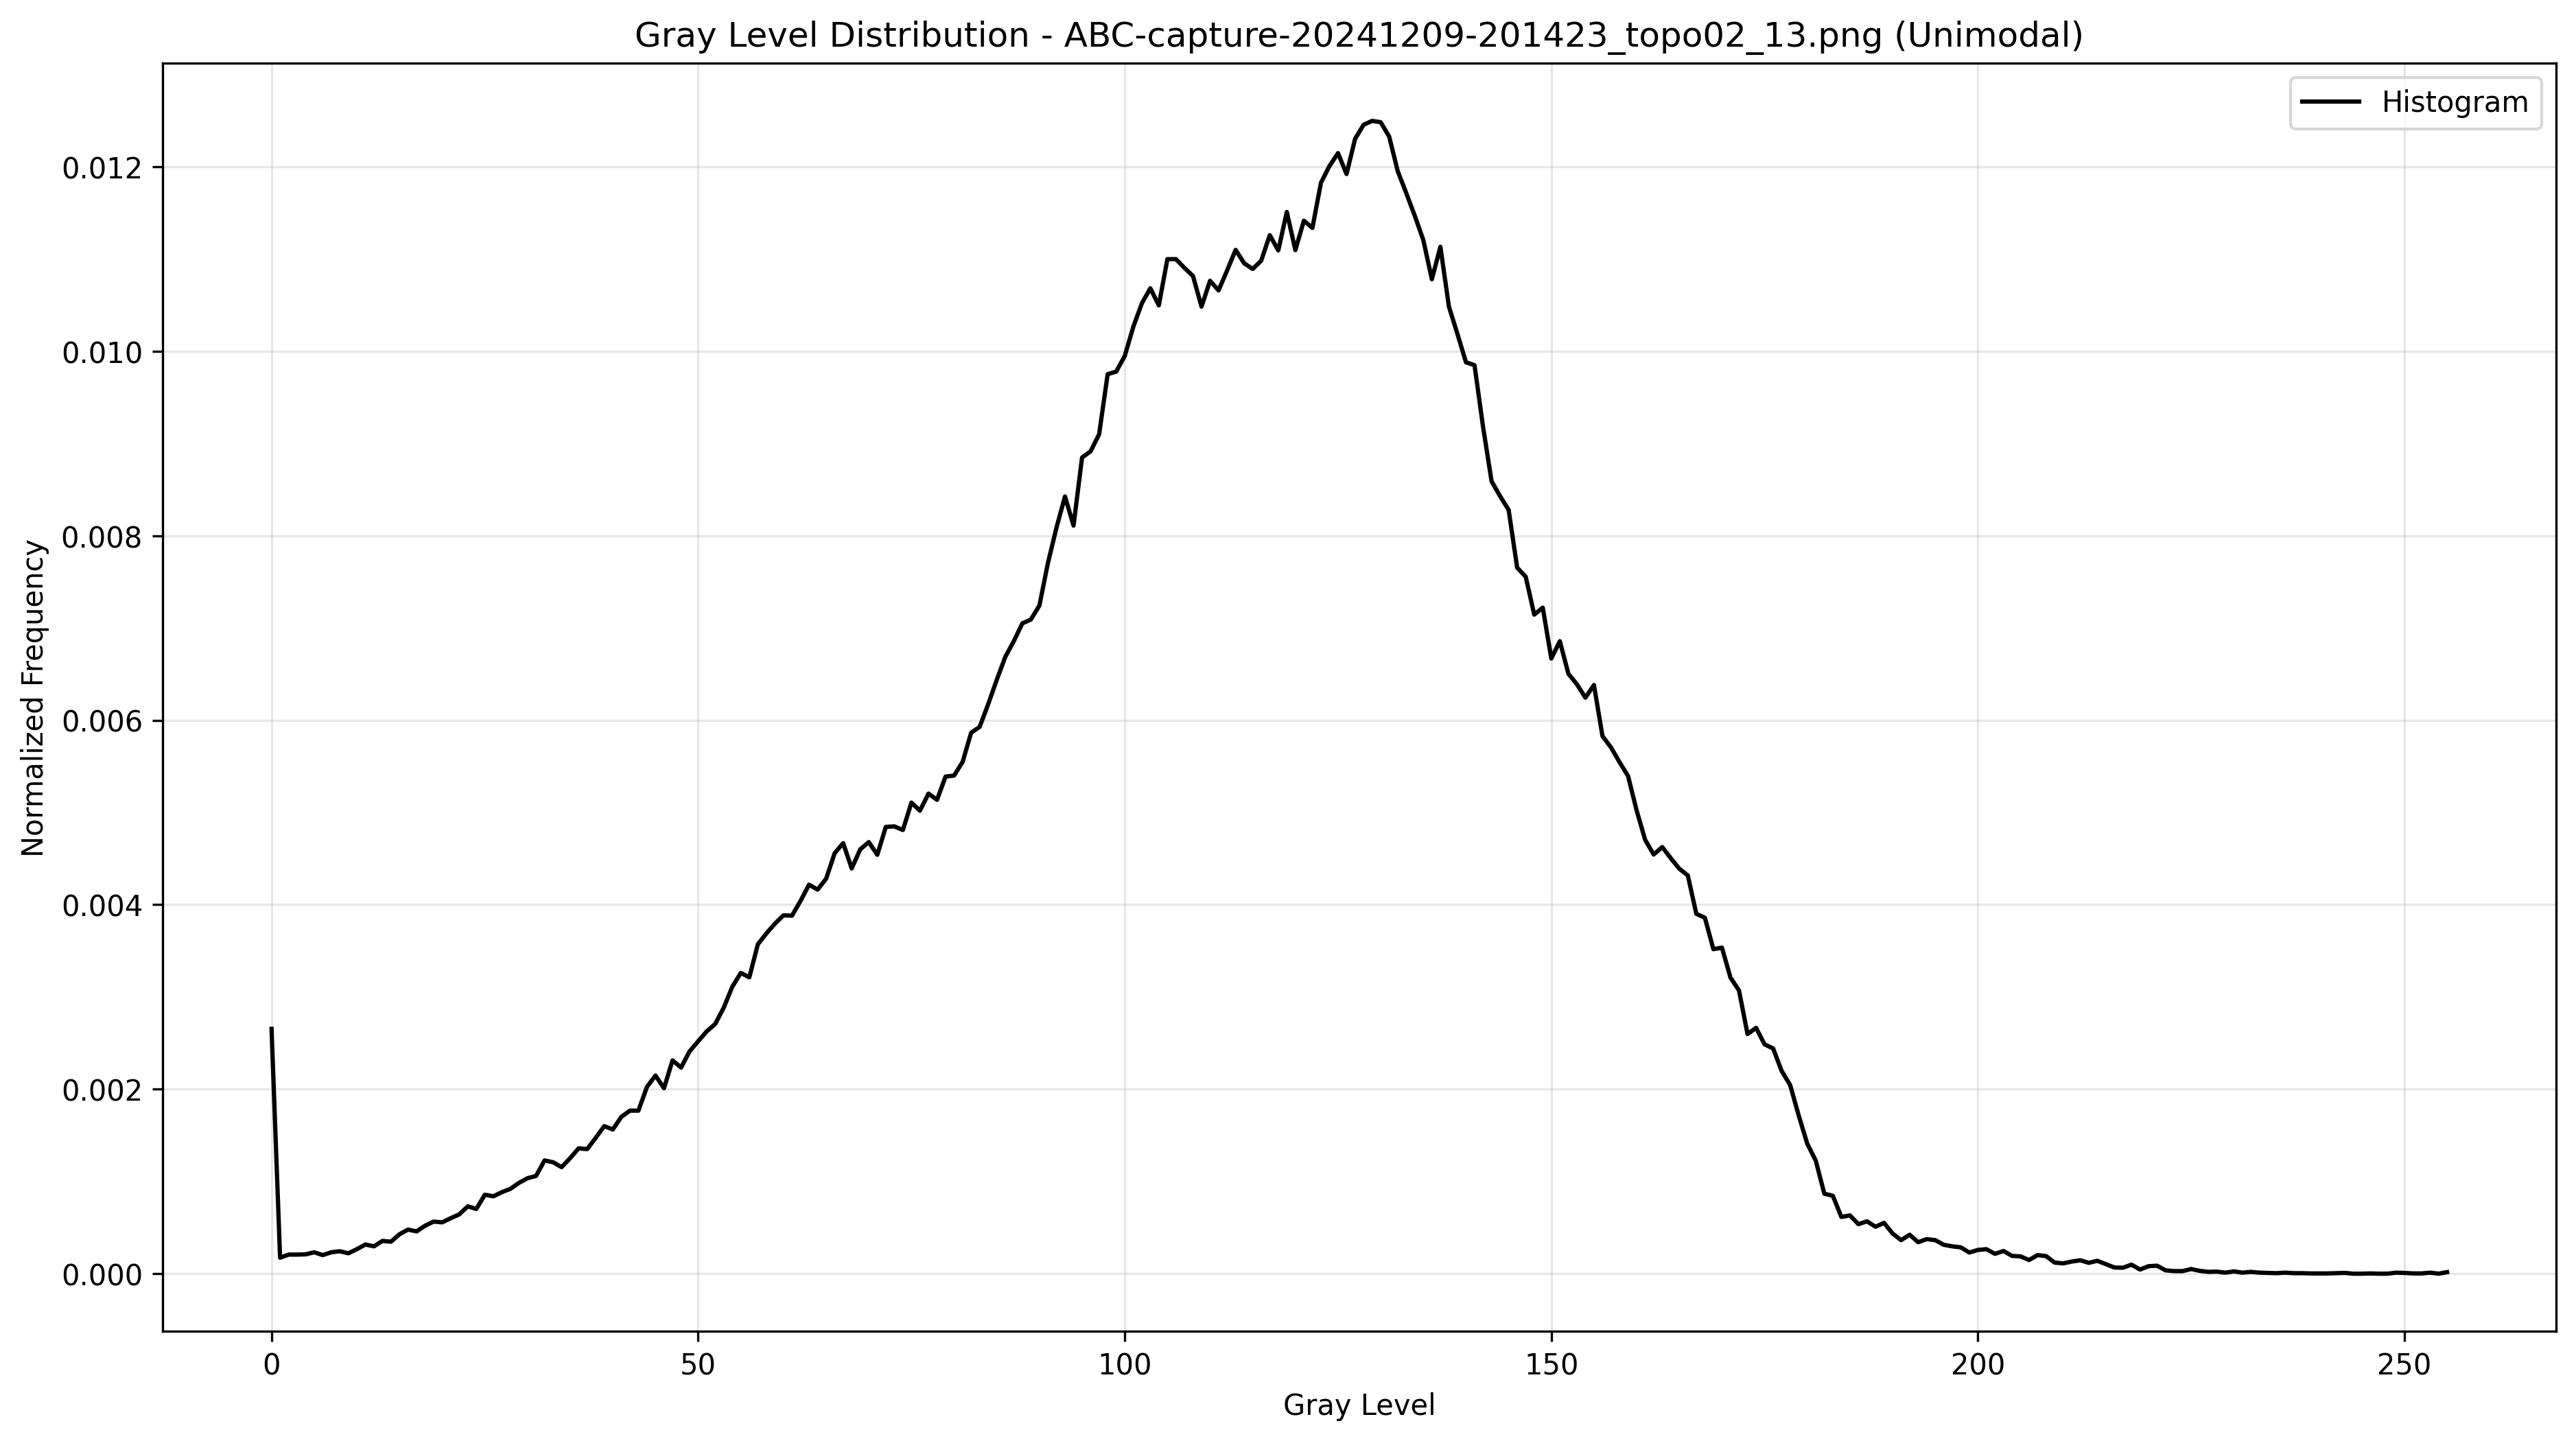 Gray Level Distribution - ABC-capture-20241209-201423_topo02_13.png (Unimodal)
Histogram
Normalized Frequency
0.012
0.010
0.008
0.006
0.004
0.002
0.000
0 50 100 150 200 250
Gray Level